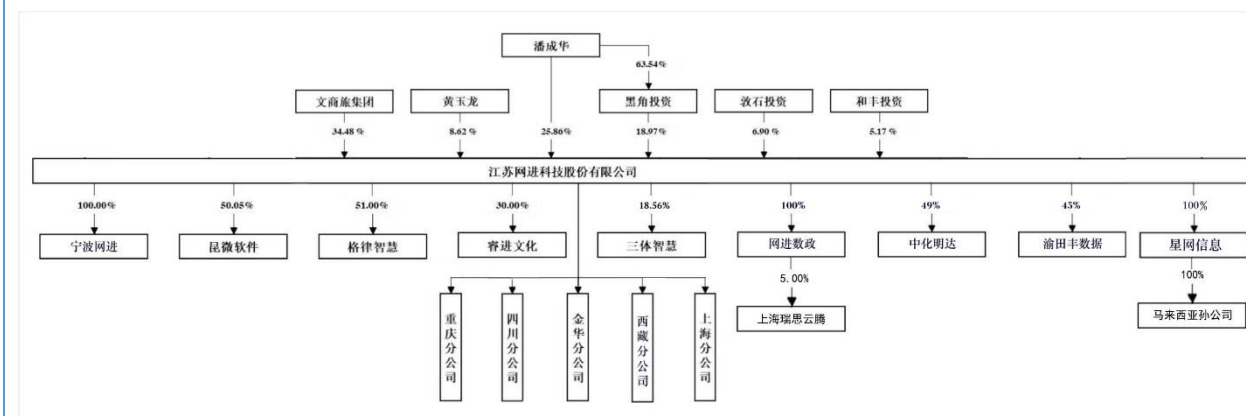 潘成华
63.54%
文商旅集团
黄玉龙
黑角投资
敦石投资
和丰投资
34.48 %
8.62 %
25.86%
18.97%
6.90 %
5.17 %
江苏网进科技股份有限公司
100.00%
50.05%
51.00%
30.00%
18.56%
100%
49%
45%
100%
宁波网进
昆微软件
格律智慧
睿进文化
三体智慧
网进数政
中化明达
渝田丰数据
星网信息
5.00%
100%
上海瑞思云腾
马来西亚孙公司
重庆分公司
四川分公司
金华分公司
西藏分公司
上海分公司